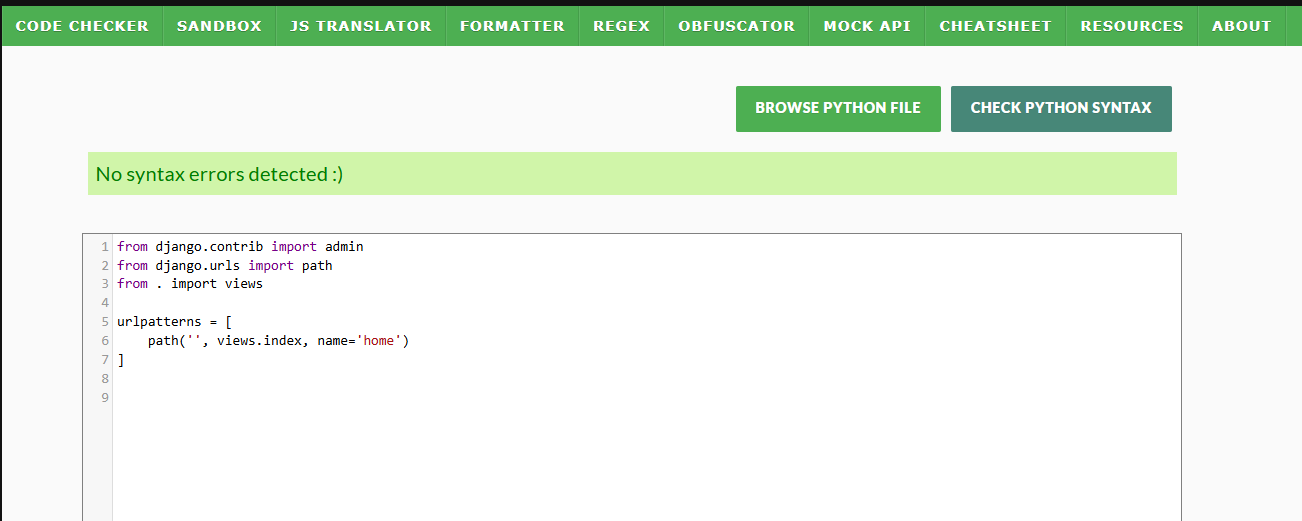 CODE CHECKER SANDBOX JS TRANSLATOR FORMATTER REGEX OBFUSCATOR MOCK API CHEATSHEET RESOURCES ABOUT
BROWSE PYTHON FILE CHECK PYTHON SYNTAX
No syntax errors detected :)
1 from django.contrib import admin
2 from django.urls import path
3 from . import views
4
5 urlpatterns = [
6     path('', views.index, name='home')
7 ]
8
9